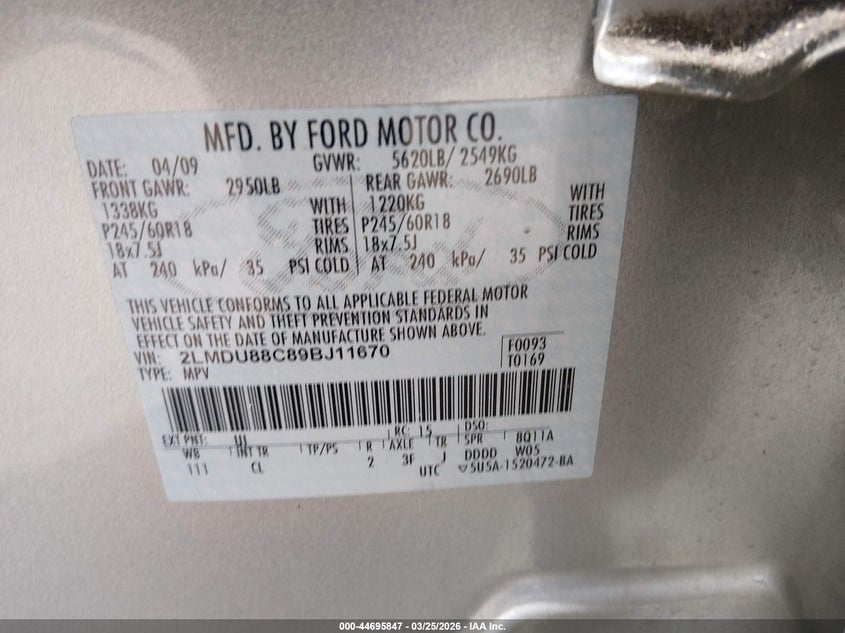 MFD. BY FORD MOTOR CO.
DATE: 04/09 GVWR: 5620LB/ 2549KG
FRONT GAWR: 2950LB REAR GAWR: 2690LB
1338KG WITH 1220KG WITH
P245/60R18 TIRES P245/60R18 - TIRES
18x7.5J RIMS 18x7.5J RIMS
AT 240 kPa/ 35 PSI COLD AT 240 kPa/ 35 PSI COLD
THIS VEHICLE CONFORMS TO ALL APPLICABLE FEDERAL MOTOR
VEHICLE SAFETY AND THEFT PREVENTION STANDARDS IN
EFFECT ON THE DATE OF MANUFACTURE SHOWN ABOVE.
VIN: 2LMDU88C89BJ11670 F0093
TYPE: MPV T0169
EXT PNT: UI RC: 15 DSO:
WB INT TR TP/PS R AXLE TR SPR 8Q11A
111 CL 2 3F J DDDD W05
UTC ▽5U5A-1520472-BA
000-44695847 - 03/25/2026 - IAA Inc.